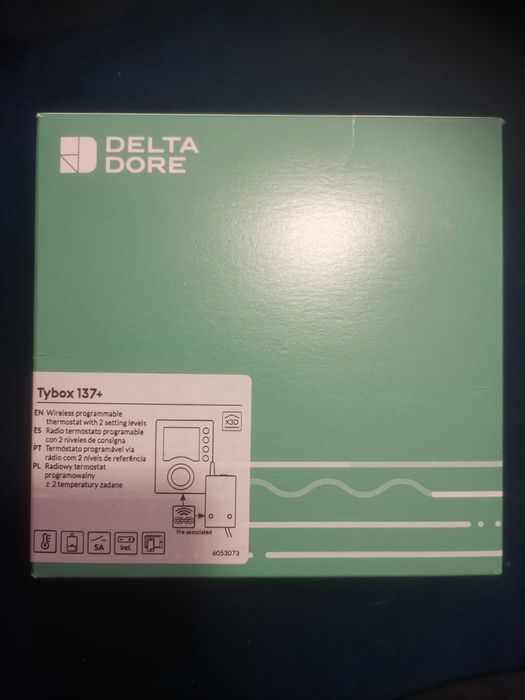 DELTA
DORE
Tybox 137+
EN Wireless programmable
thermostat with 2 setting levels
ES Radio termostato programable
con 2 niveles de consigna
PT Termóstato programável via
rádio com 2 níveis de referência
PL Radiowy termostat
programowalny
z 2 temperatury zadane
X3D
Pre-associated
5A
Incl.
6053073